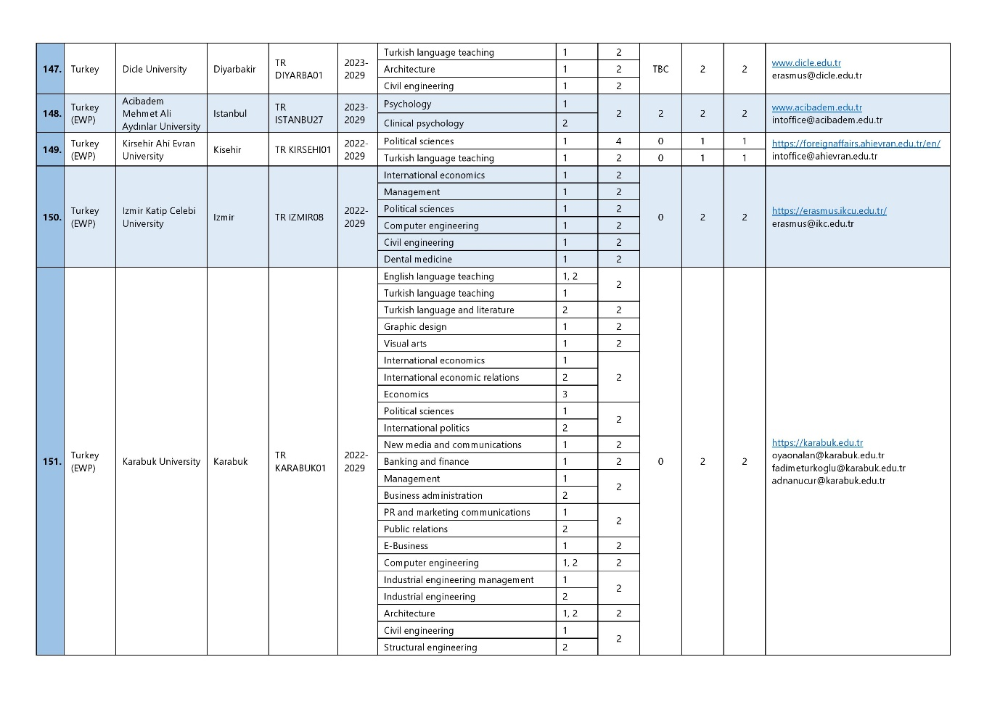 147. Turkey Dicle University Diyarbakir TR DIYARBA01 2023-2029 Turkish language teaching 1 2 TBC 2 2 www.dicle.edu.tr
erasmus@dicle.edu.tr
Architecture 1 2
Civil engineering 1 2
148. Turkey (EWP) Acibadem Mehmet Ali Aydınlar University Istanbul TR ISTANBU27 2023-2029 Psychology 1 2 2 2 2 www.acibadem.edu.tr
intoffice@acibadem.edu.tr
Clinical psychology 2
149. Turkey (EWP) Kirsehir Ahi Evran University Kisehir TR KIRSEHI01 2022-2029 Political sciences 1 4 0 1 1 https://foreignaffairs.ahievran.edu.tr/en/
intoffice@ahievran.edu.tr
Turkish language teaching 1 2 0 1 1
150. Turkey (EWP) Izmir Katip Celebi University Izmir TR IZMIR08 2022-2029 International economics 1 2 0 2 2 https://erasmus.ikcu.edu.tr/
erasmus@ikc.edu.tr
Management 1 2
Political sciences 1 2
Computer engineering 1 2
Civil engineering 1 2
Dental medicine 1 2
151. Turkey (EWP) Karabuk University Karabuk TR KARABUK01 2022-2029 English language teaching 1, 2 2 0 2 2 https://karabuk.edu.tr
oyaonalan@karabuk.edu.tr
fadimeturkoglu@karabuk.edu.tr
adnanucur@karabuk.edu.tr
Turkish language teaching 1
Turkish language and literature 2 2
Graphic design 1 2
Visual arts 1 2
International economics 1 2
International economic relations 2
Economics 3
Political sciences 1 2
International politics 2
New media and communications 1 2
Banking and finance 1 2
Management 1 2
Business administration 2
PR and marketing communications 1 2
Public relations 2
E-Business 1 2
Computer engineering 1, 2 2
Industrial engineering management 1 2
Industrial engineering 2
Architecture 1, 2 2
Civil engineering 1 2
Structural engineering 2